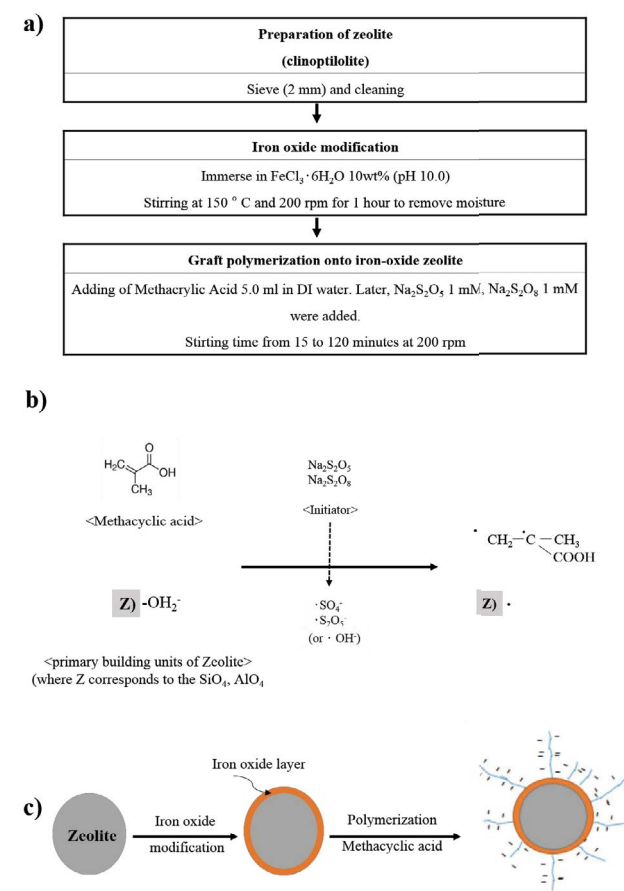 a)
Preparation of zeolite
(clinoptilolite)
Sieve (2 mm) and cleaning
Iron oxide modification
Immerse in FeCl₃·6H₂O 10wt% (pH 10.0)
Stirring at 150 ° C and 200 rpm for 1 hour to remove moisture
Graft polymerization onto iron-oxide zeolite
Adding of Methacrylic Acid 5.0 ml in DI water. Later, Na₂S₂O₅ 1 mM, Na₂S₂O₈ 1 mM
were added.
Stirting time from 15 to 120 minutes at 200 rpm
b)
O
H₂C
OH
CH₃
<Methacyclic acid>
Na₂S₂O₅
Na₂S₂O₈
<Initiator>
· CH₂–Ċ – CH₃
COOH
Z) -OH₂⁻
·SO₄⁻
·S₂O₅⁻
(or · OH⁻)
Z) ·
<primary building units of Zeolite>
(where Z corresponds to the SiO₄, AlO₄
c)
Iron oxide layer
Zeolite
Iron oxide
modification
Polymerization
Methacyclic acid